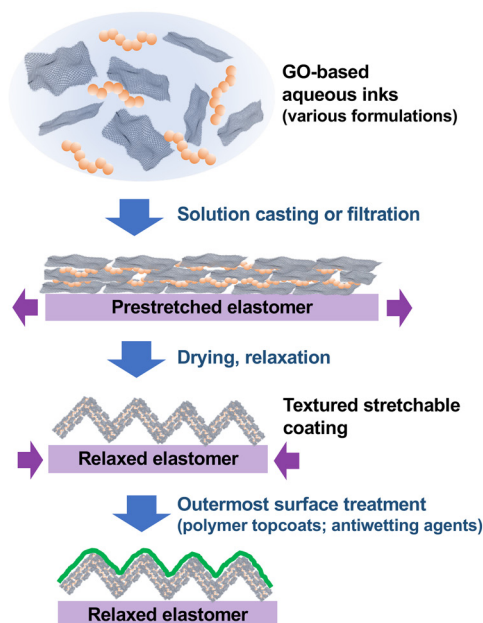 GO-based
aqueous inks
(various formulations)
Solution casting or filtration
Prestretched elastomer
Drying, relaxation
Textured stretchable
coating
Relaxed elastomer
Outermost surface treatment
(polymer topcoats; antiwetting agents)
Relaxed elastomer